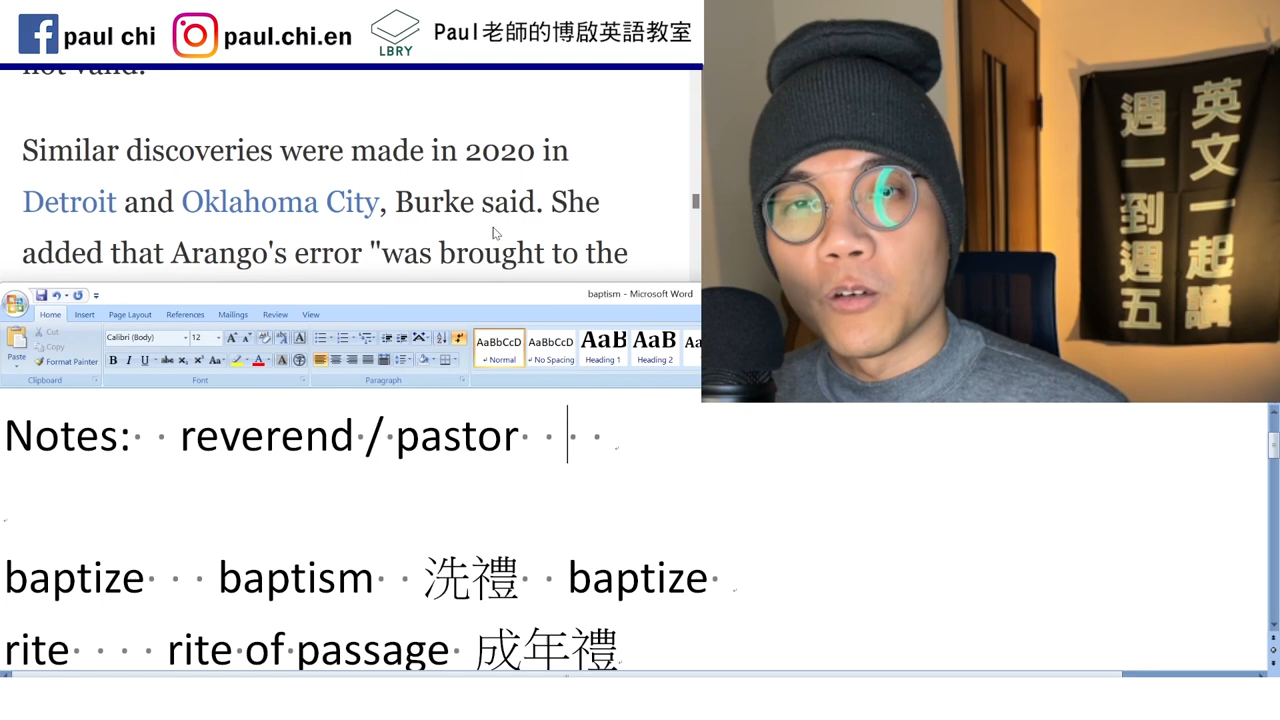 paul chi
paul.chi.en
LBRY
Paul老師的博啟英語教室
not valid.
Similar discoveries were made in 2020 in
Detroit and Oklahoma City, Burke said. She
added that Arango's error "was brought to the
baptism - Microsoft Word
Home Insert Page Layout References Mailings Review View
Paste
Cut
Copy
Format Painter
Clipboard
Calibri (Body) 12
Font
Paragraph
AaBbCcD
Normal
AaBbCcD
No Spacing
AaB
Heading 1
AaB
Heading 2
Notes: reverend / pastor
baptize baptism 洗禮 baptize
rite rite of passage 成年禮
英文一起讀
週一到週五